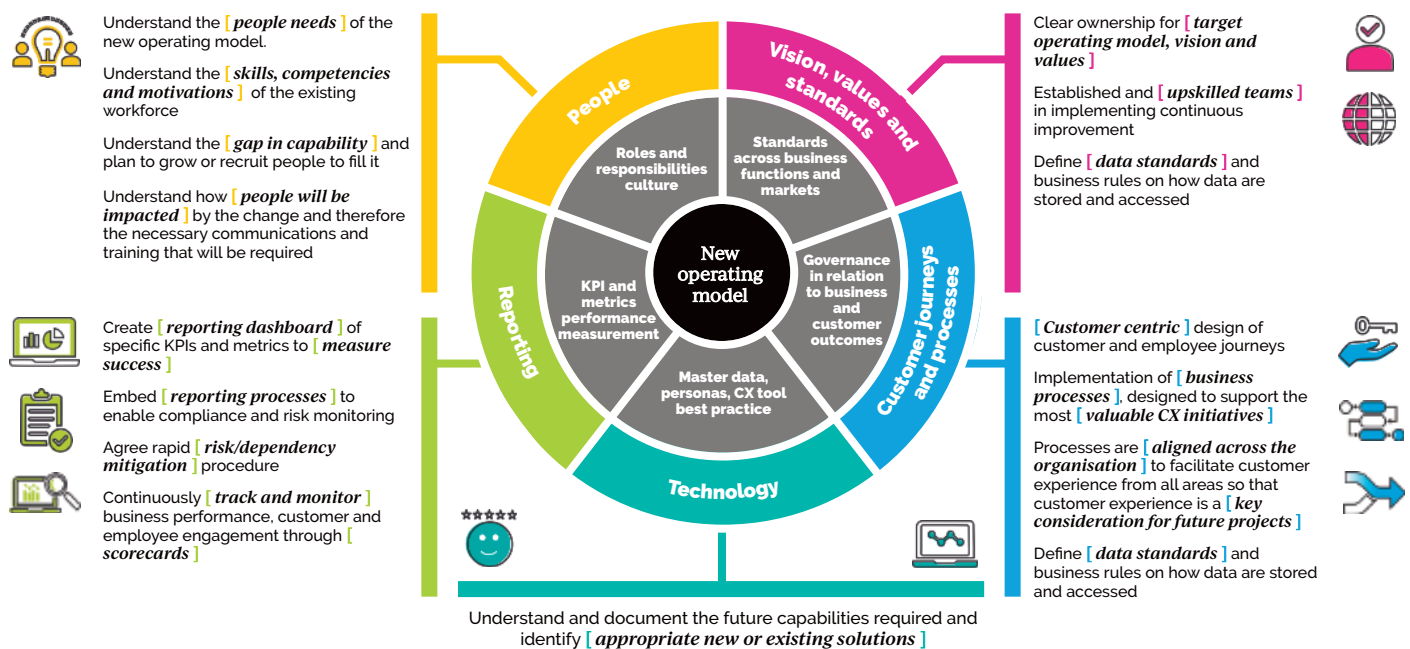 Understand the [ people needs ] of the
new operating model.
Understand the [ skills, competencies
and motivations ] of the existing
workforce
Understand the [ gap in capability ] and
plan to grow or recruit people to fill it
Understand how [ people will be
impacted ] by the change and therefore
the necessary communications and
training that will be required
Create [ reporting dashboard ] of
specific KPIs and metrics to [ measure
success ]
Embed [ reporting processes ] to
enable compliance and risk monitoring
Agree rapid [ risk/dependency
mitigation ] procedure
Continuously [ track and monitor ]
business performance, customer and
employee engagement through [
scorecards ]
People
Vision, values and
standards
Customer journeys
and processes
Technology
Reporting
Roles and
responsibilities
culture
Standards
across business
functions and
markets
Governance
in relation
to business
and
customer
outcomes
Master data,
personas, CX tool
best practice
KPI and
metrics
performance
measurement
New
operating
model
Clear ownership for [ target
operating model, vision and
values ]
Established and [ upskilled teams ]
in implementing continuous
improvement
Define [ data standards ] and
business rules on how data are
stored and accessed
[ Customer centric ] design of
customer and employee journeys
Implementation of [ business
processes ], designed to support the
most [ valuable CX initiatives ]
Processes are [ aligned across the
organisation ] to facilitate customer
experience from all areas so that
customer experience is a [ key
consideration for future projects ]
Define [ data standards ] and
business rules on how data are stored
and accessed
Understand and document the future capabilities required and
identify [ appropriate new or existing solutions ]